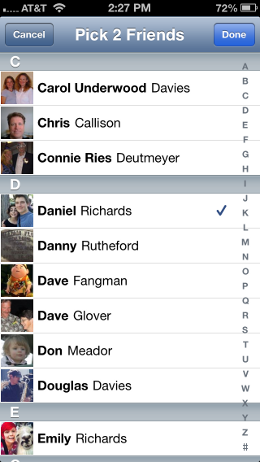 AT&T 2:27 PM 72%
Cancel Pick 2 Friends Done
C
Carol Underwood Davies
Chris Callison
Connie Ries Deutmeyer
D
Daniel Richards
Danny Rutheford
Dave Fangman
Dave Glover
Don Meador
Douglas Davies
E
Emily Richards
A
B
C
D
E
F
G
H
I
J
K
L
M
N
O
P
Q
R
S
T
U
V
W
X
Y
Z
#